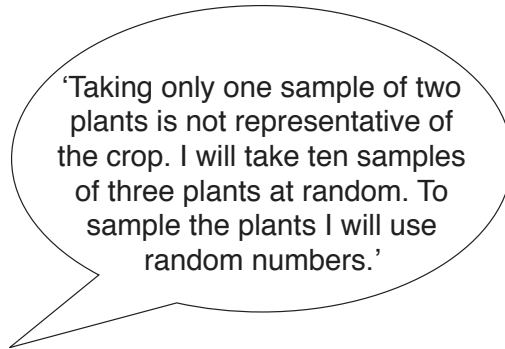 ‘Taking only one sample of two
plants is not representative of
the crop. I will take ten samples
of three plants at random. To
sample the plants I will use
random numbers.’